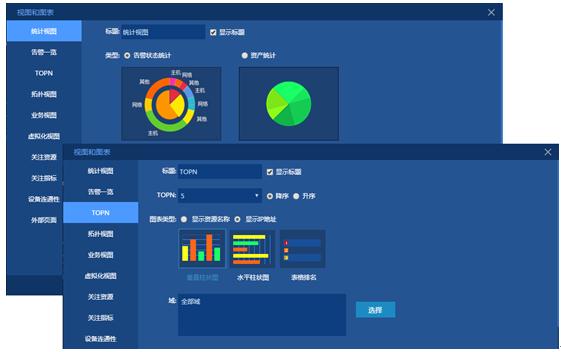 视图和图表
统计视图
标题: 统计视图 显示标题
告警一览
类型: 告警状态统计 资产统计
TOPN
拓扑视图
业务视图
虚拟化视图
关注资源
关注指标
设备连通性
外部页面
主机
网络
其他
其他
主机
网络
网络
其他
主机
视图和图表
统计视图
标题: TOPN 显示标题
告警一览
TOPN: 5 降序 升序
TOPN
图表类型: 显示资源名称 显示IP地址
拓扑视图
业务视图
虚拟化视图
垂直柱状图 水平柱状图 表格排名
关注资源
域: 全部域 选择
关注指标
设备连通性